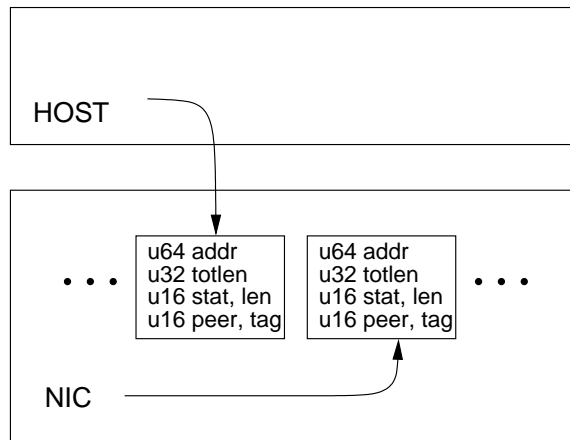 HOST
u64 addr
u32 totlen
u16 stat, len
u16 peer, tag
u64 addr
u32 totlen
u16 stat, len
u16 peer, tag
NIC